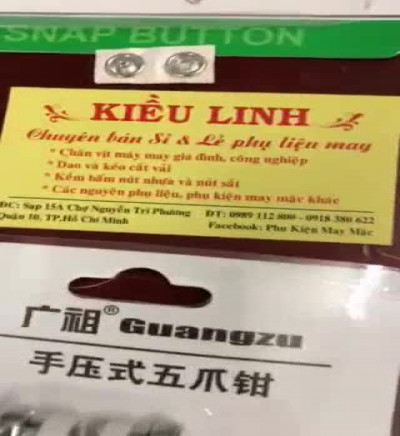 SNAP BUTTON
KIỀU LINH
Chuyên bán Sỉ & Lẻ phụ liệu may
* Chân vịt máy may gia đình, công nghiệp
* Dao và kéo cắt vải
* Kềm bấm nút nhựa và nút sắt
* Các nguyên phụ liệu, phụ kiện may mặc khác
ĐC: Sạp 15A Chợ Nguyễn Tri Phương ĐT: 0989 112 800 - 0918 380 622
Quận 10, TP.Hồ Chí Minh Facebook: Phụ Kiện May Mặc
广祖® Guangzu
手压式五爪钳